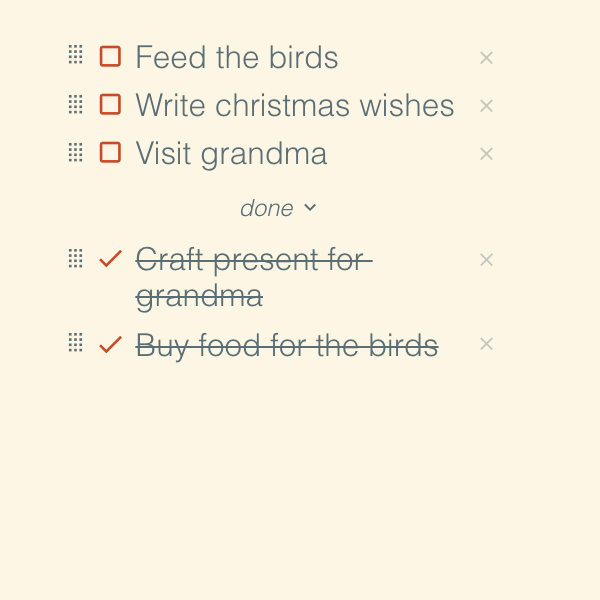 Feed the birds
Write christmas wishes
Visit grandma
done
Craft present for
grandma
Buy food for the birds